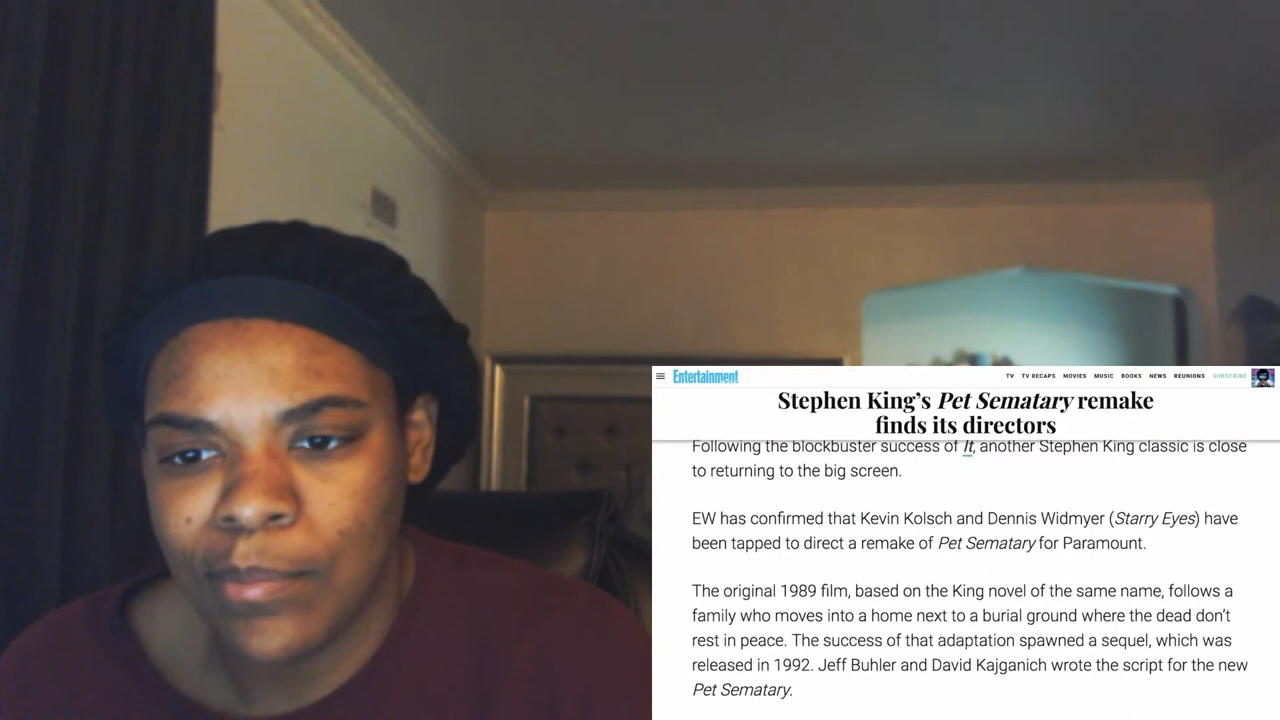 Entertainment
TV TV RECAPS MOVIES MUSIC BOOKS NEWS REUNIONS SUBSCRIBE
Stephen King's Pet Sematary remake
finds its directors
Following the blockbuster success of It, another Stephen King classic is close
to returning to the big screen.
EW has confirmed that Kevin Kolsch and Dennis Widmyer (Starry Eyes) have
been tapped to direct a remake of Pet Sematary for Paramount.
The original 1989 film, based on the King novel of the same name, follows a
family who moves into a home next to a burial ground where the dead don't
rest in peace. The success of that adaptation spawned a sequel, which was
released in 1992. Jeff Buhler and David Kajganich wrote the script for the new
Pet Sematary.